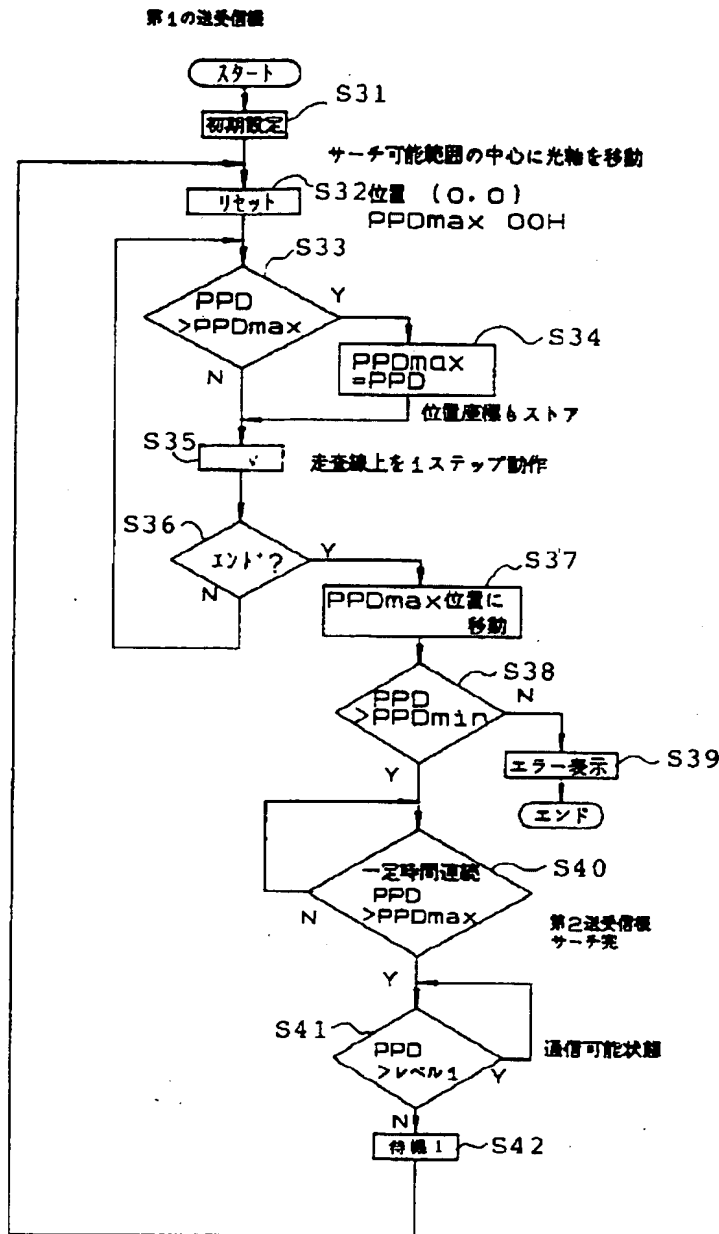 第1の送受信機
スタート
S31
初期設定
サーチ可能範囲の中心に光軸を移動
リセット
S32
位置 (0.0)
PPDmax 00H
S33
PPD
>PPDmax
Y
N
S34
PPDmax
=PPD
位置座標もストア
S35
走査線上を1ステップ動作
S36
エンド?
Y
N
S37
PPDmax位置に
移動
S38
PPD
>PPDmin
N
Y
エラー表示
S39
エンド
S40
一定時間連続
PPD
>PPDmax
N
Y
第2送受信機
サーチ完
S41
PPD
>レベル1
Y
N
通信可能状態
待機1
S42